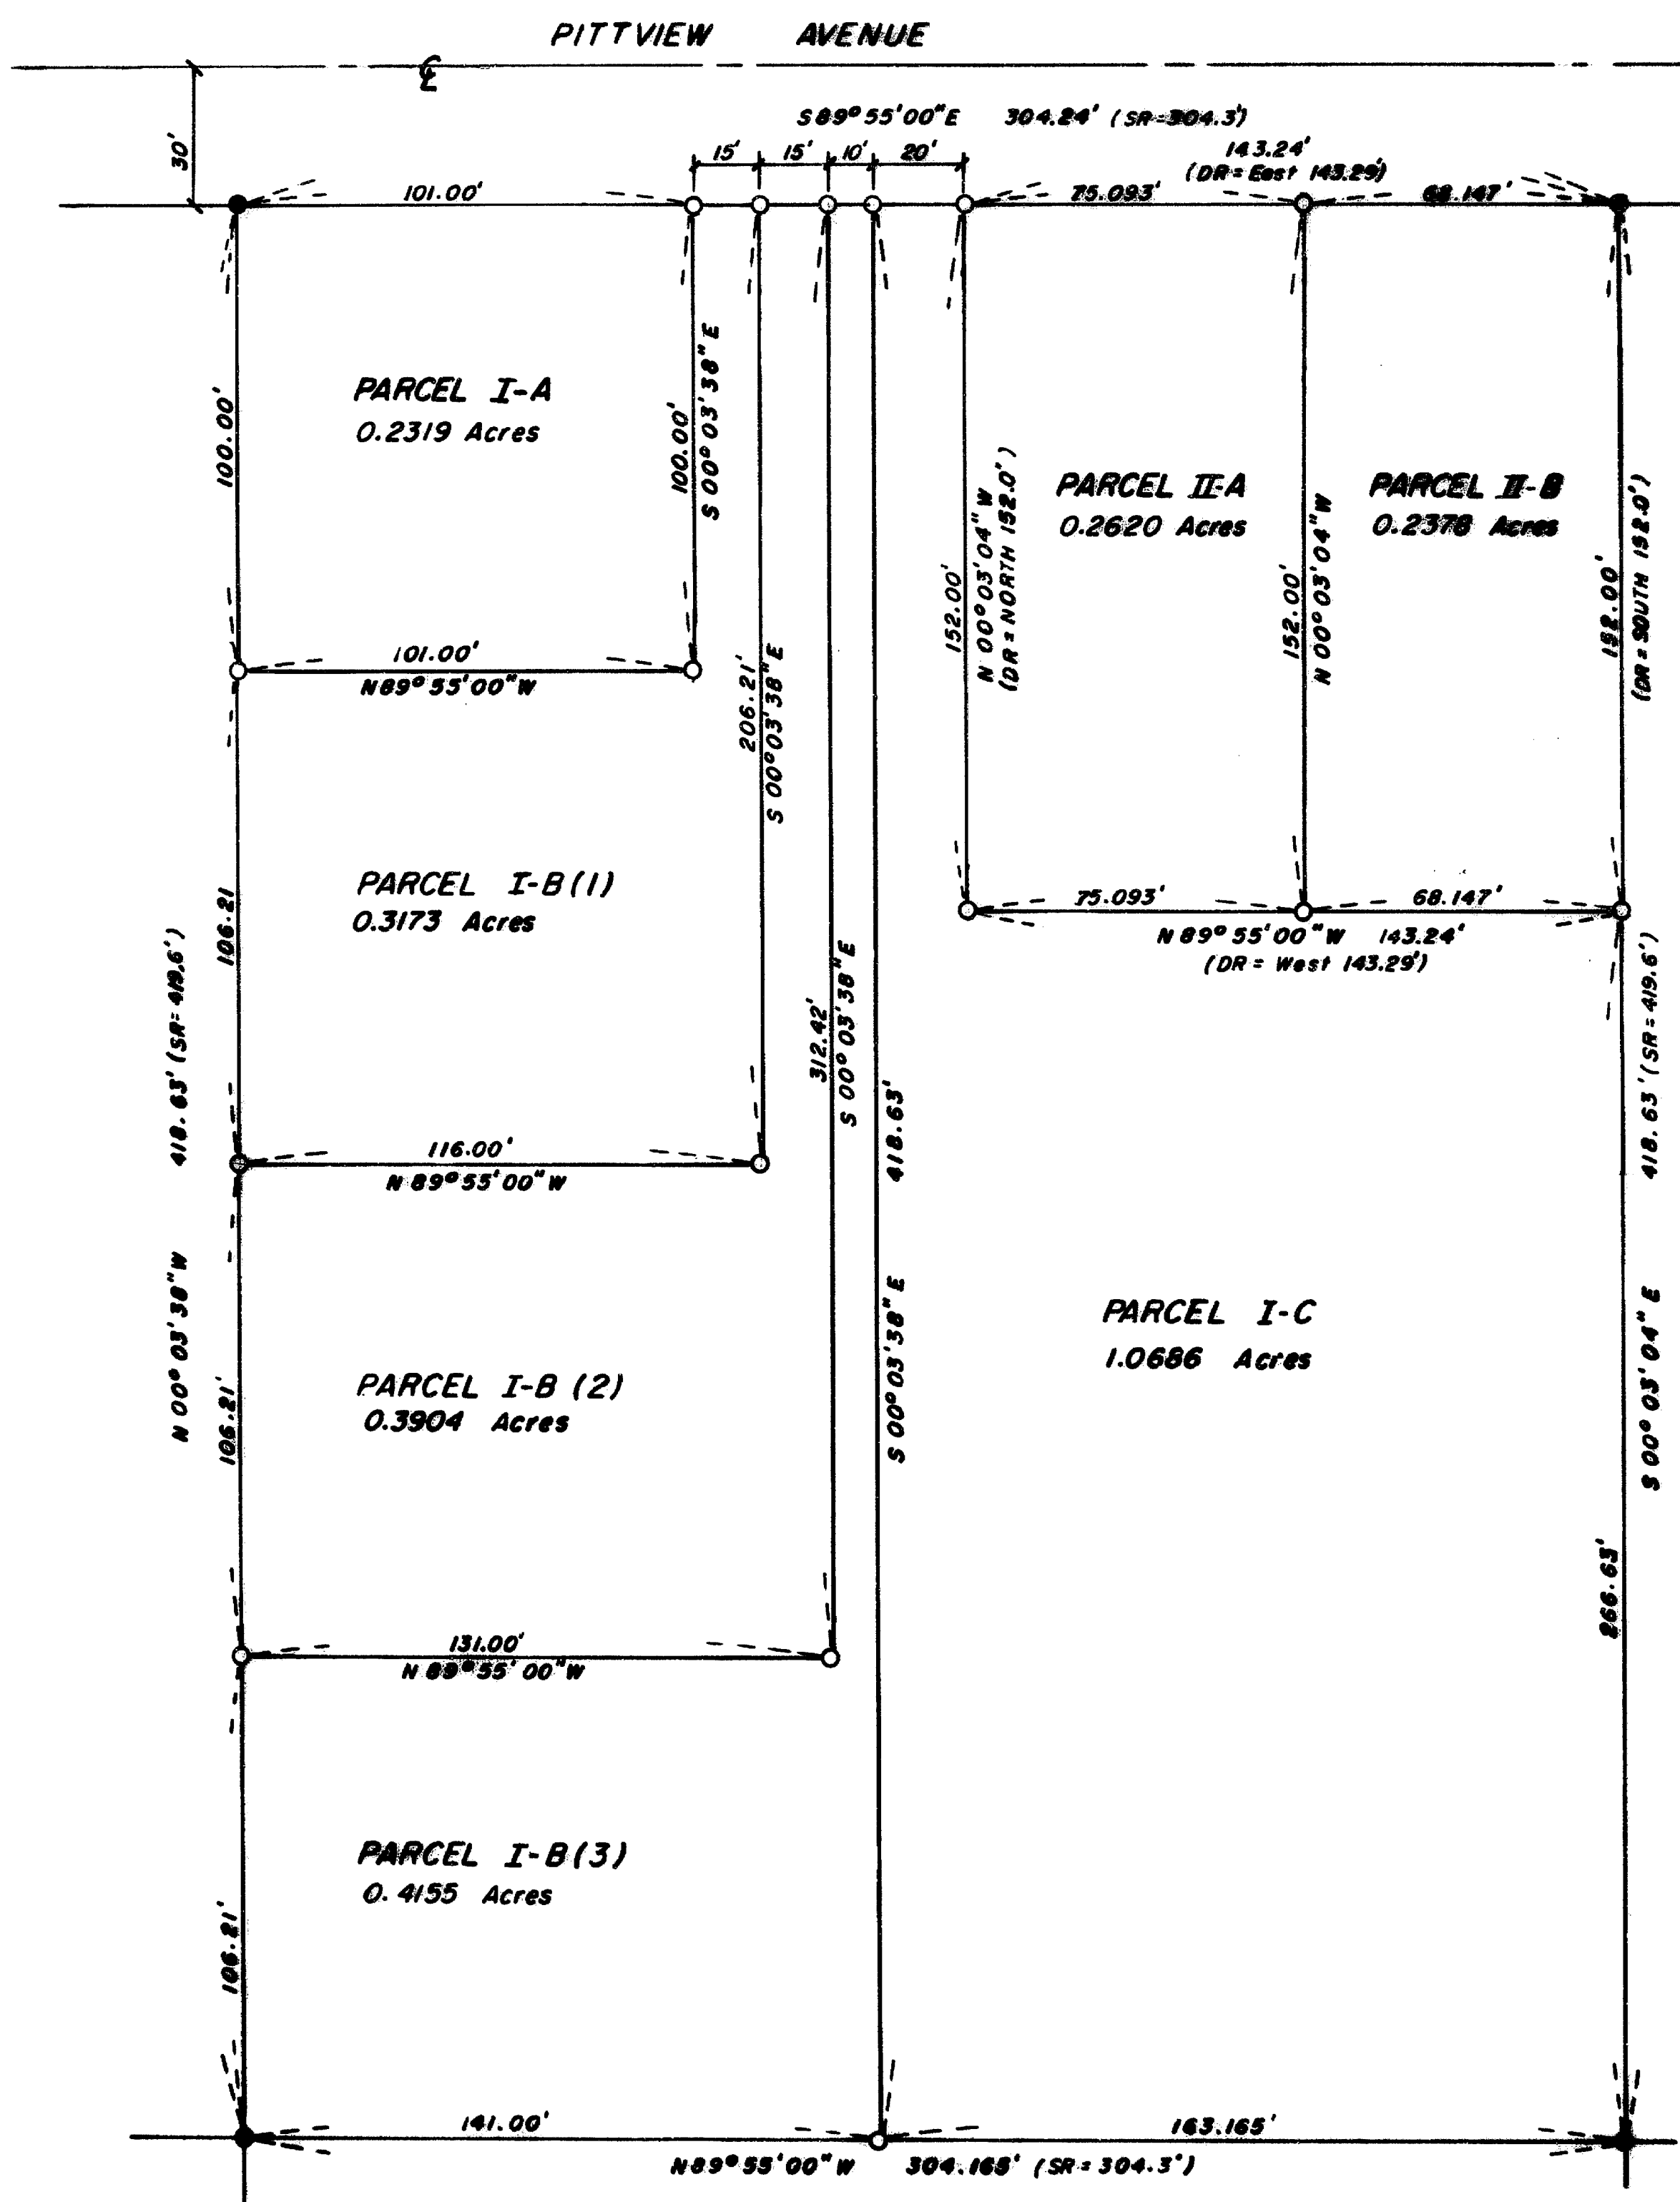 PITTVIEW AVENUE
℄
30'
S 89° 55' 00" E 304.24' (SR=304.3')
15' 15' 10' 20'
143.24'
(DR= East 143.29')
101.00'
75.093'
68.147'
100.00'
PARCEL I-A
0.2319 Acres
100.00'
S 00° 03' 38" E
101.00'
N 89° 55' 00" W
206.21'
S 00° 03' 38" E
152.00'
N 00° 03' 04" W
(DR= NORTH 152.0')
PARCEL II-A
0.2620 Acres
152.00'
N 00° 03' 04" W
PARCEL II-B
0.2378 Acres
152.00'
(DR= SOUTH 152.0')
75.093'
68.147'
N 89° 55' 00" W 143.24'
(DR= West 143.29')
106.21
PARCEL I-B(1)
0.3173 Acres
116.00'
N 89° 55' 00" W
312.42'
S 00° 03' 38" E
418.63'
S 00° 03' 38" E
N 00° 03' 38" W 418.63' (SR= 419.6')
418.63' (SR= 419.6')
S 00° 03' 04" E
PARCEL I-C
1.0686 Acres
266.63'
106.21'
PARCEL I-B (2)
0.3904 Acres
131.00'
N 89° 55' 00" W
106.21'
PARCEL I-B(3)
0.4155 Acres
141.00'
163.165'
N 89° 55' 00" W 304.165' (SR= 304.3')